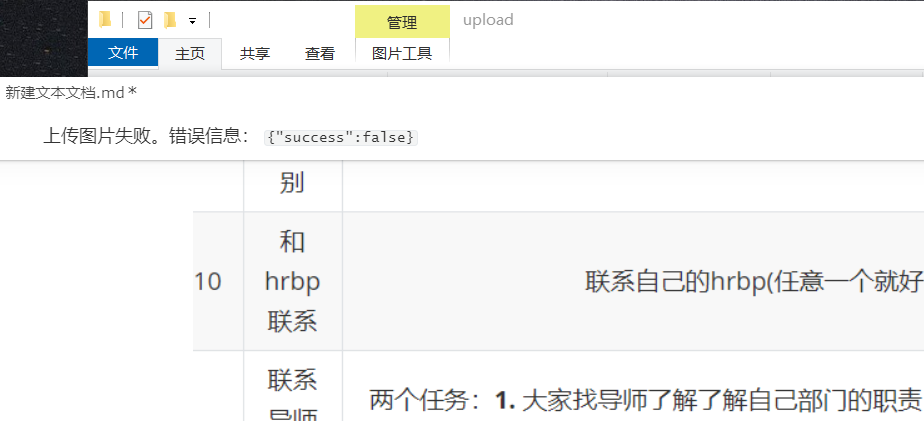 管理
upload
文件
主页
共享
查看
图片工具
新建文本文档.md *
上传图片失败。错误信息： {"success":false}
别
10
和
hrbp
联系
联系自己的hrbp(任意一个就好
联系
导师
两个任务：1. 大家找导师了解了解自己部门的职责